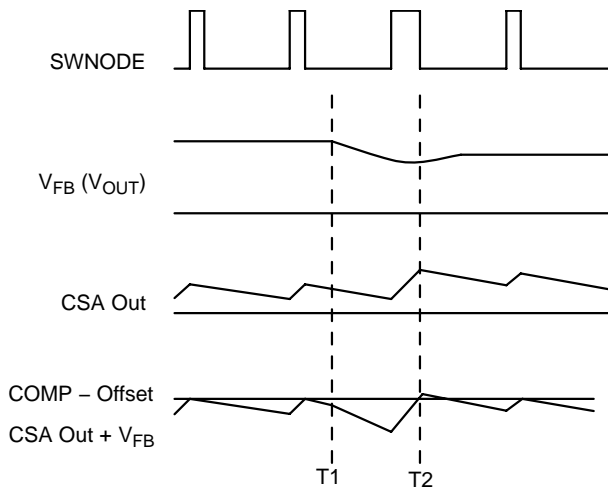 SWNODE
V_FB (V_OUT)
CSA Out
COMP – Offset
CSA Out + V_FB
T1
T2